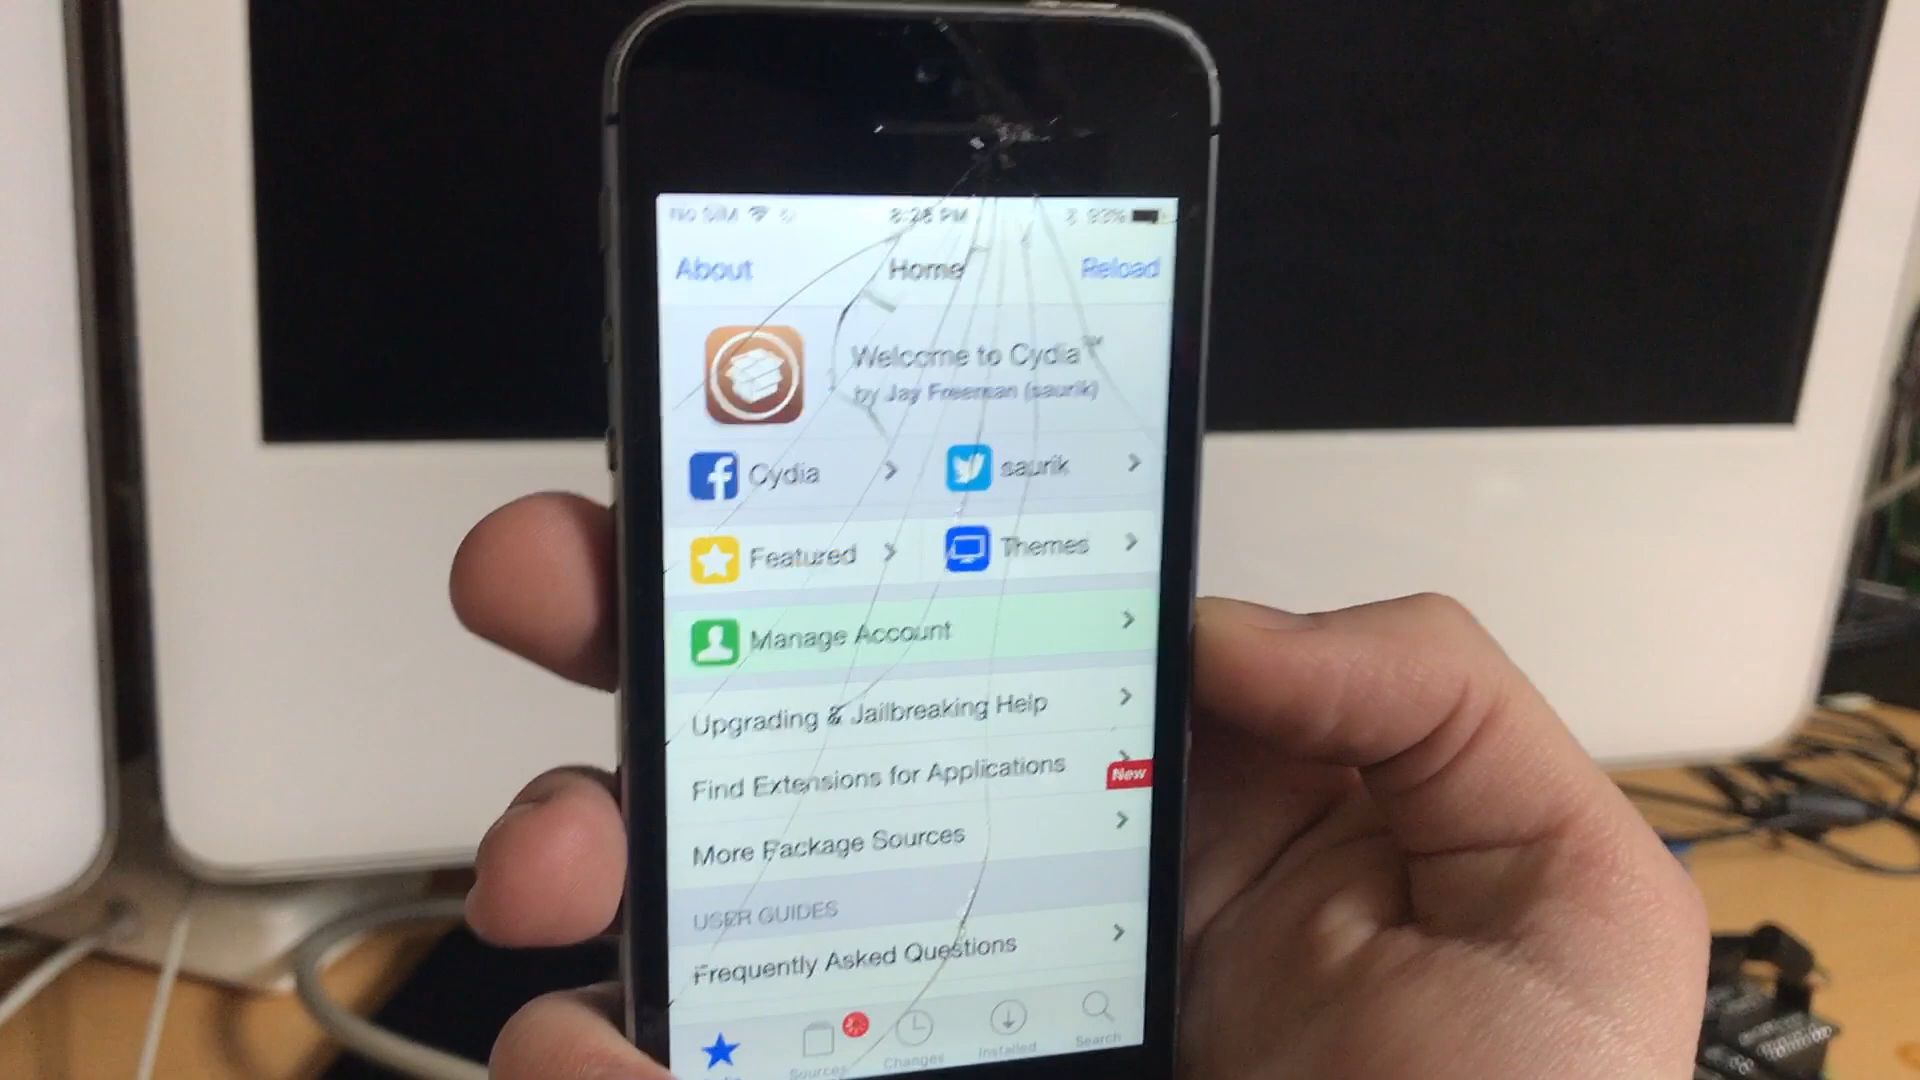 No SIM 8:28 PM 93%
About Home Reload
Welcome to Cydia™
by Jay Freeman (saurik)
Cydia saurik
Featured Themes
Manage Account
Upgrading & Jailbreaking Help
Find Extensions for Applications
New
More Package Sources
USER GUIDES
Frequently Asked Questions
Sources Changes Installed Search